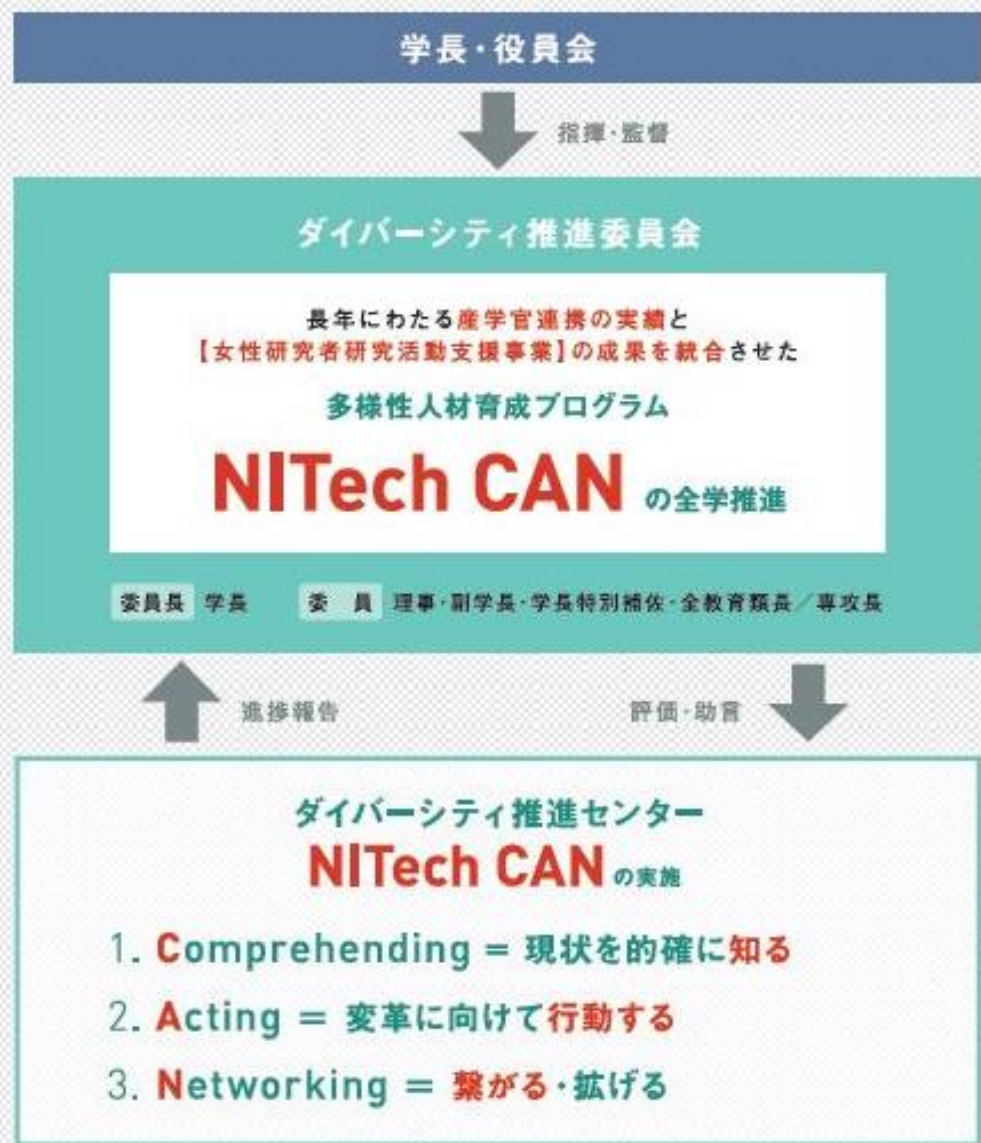 学長・役員会
指揮・監督
ダイバーシティ推進委員会
長年にわたる産学官連携の実績と
【女性研究者研究活動支援事業】の成果を統合させた
多様性人材育成プログラム
NITech CAN の全学推進
委員長 学長 委 員 理事・副学長・学長特別補佐・全教育類長／専攻長
進捗報告 評価・助言
ダイバーシティ推進センター
NITech CAN の実施
1. Comprehending = 現状を的確に知る
2. Acting = 変革に向けて行動する
3. Networking = 繋がる・拡げる